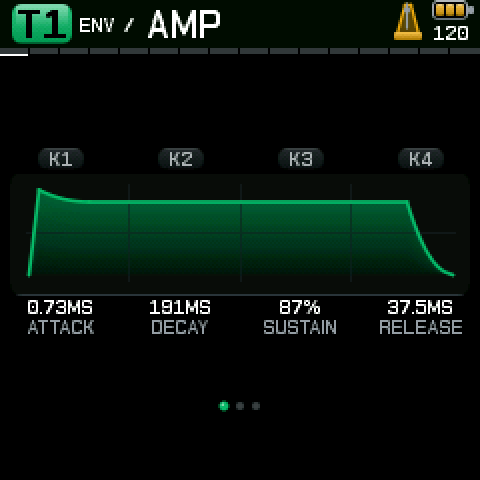 T1 ENV / AMP
120
K1 K2 K3 K4
0.73MS 191MS 87% 37.5MS
ATTACK DECAY SUSTAIN RELEASE